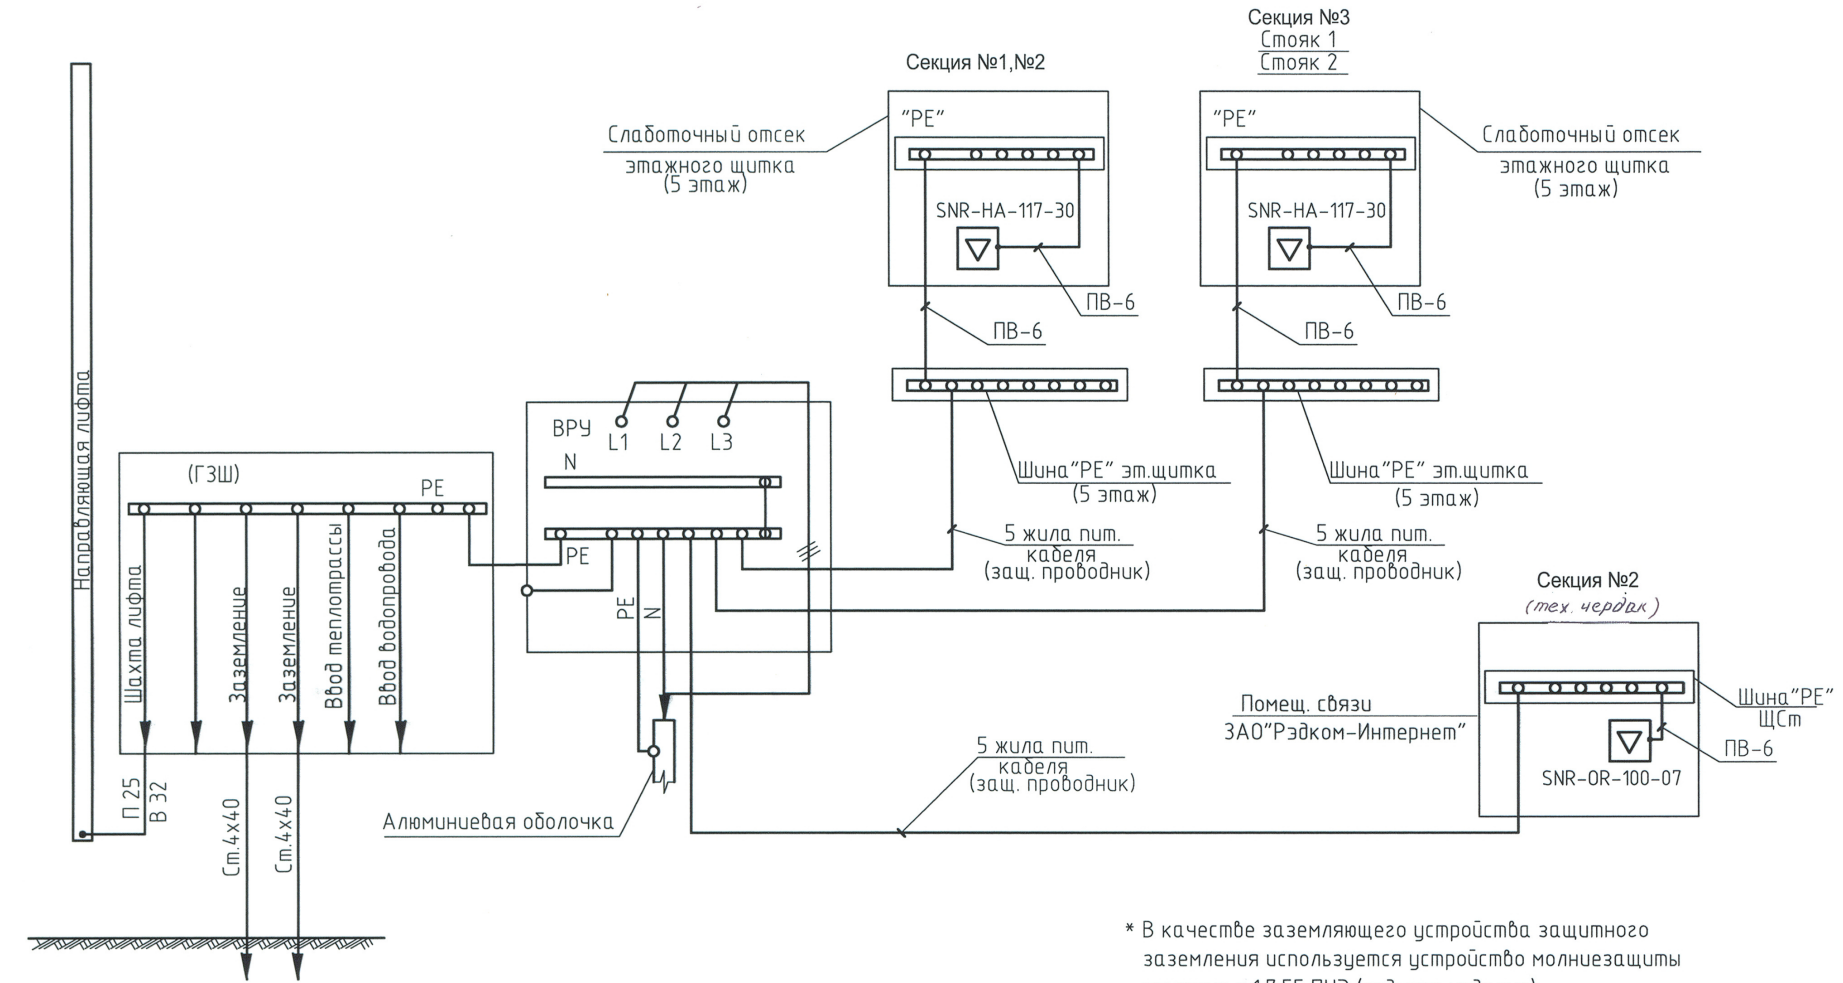 Секция №3
Стояк 1
Стояк 2
Секция №1,№2
"PE"
"PE"
Слаботочный отсек
этажного щитка
(5 этаж)
Слаботочный отсек
этажного щитка
(5 этаж)
SNR-HA-117-30
SNR-HA-117-30
ПВ-6
ПВ-6
ПВ-6
ПВ-6
Направляющая лифта
ВРУ
L1
L2
L3
N
PE
PE
N
(ГЗШ)
PE
Шина"PE" эт.щитка
(5 этаж)
Шина"PE" эт.щитка
(5 этаж)
5 жила пит.
кабеля
(защ. проводник)
5 жила пит.
кабеля
(защ. проводник)
Шахта лифта
Заземление
Заземление
Ввод теплотрассы
Ввод водопровода
Секция №2
(тех. чердак)
Помещ. связи
ЗАО"Рэдком-Интернет"
Шина"PE"
ЩСт
ПВ-6
SNR-OR-100-07
5 жила пит.
кабеля
(защ. проводник)
П 25
В 32
Ст.4х40
Ст.4х40
Алюминиевая оболочка
* В качестве заземляющего устройства защитного
заземления используется устройство молниезащиты